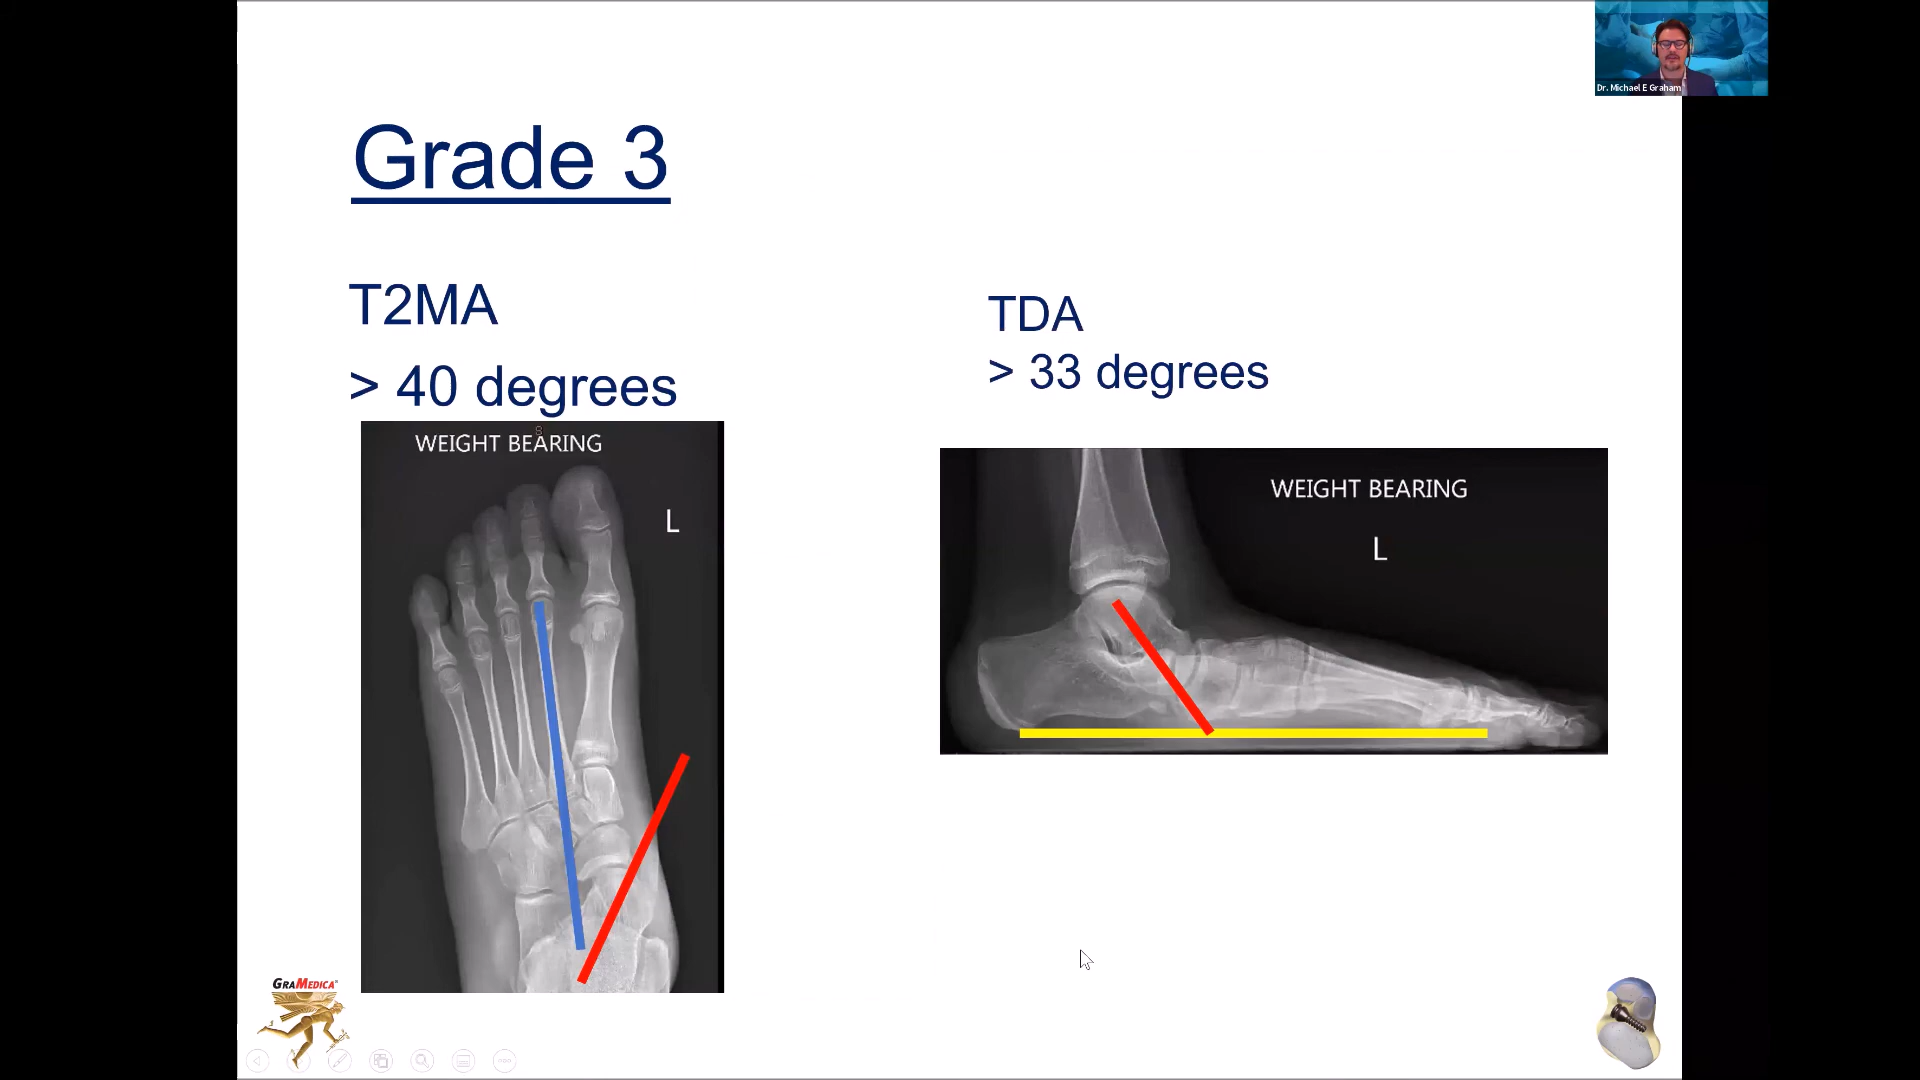 Dr. Michael E Graham
Grade 3
T2MA
> 40 degrees
TDA
> 33 degrees
WEIGHT BEARING
L
WEIGHT BEARING
L
GRAMEDICA®